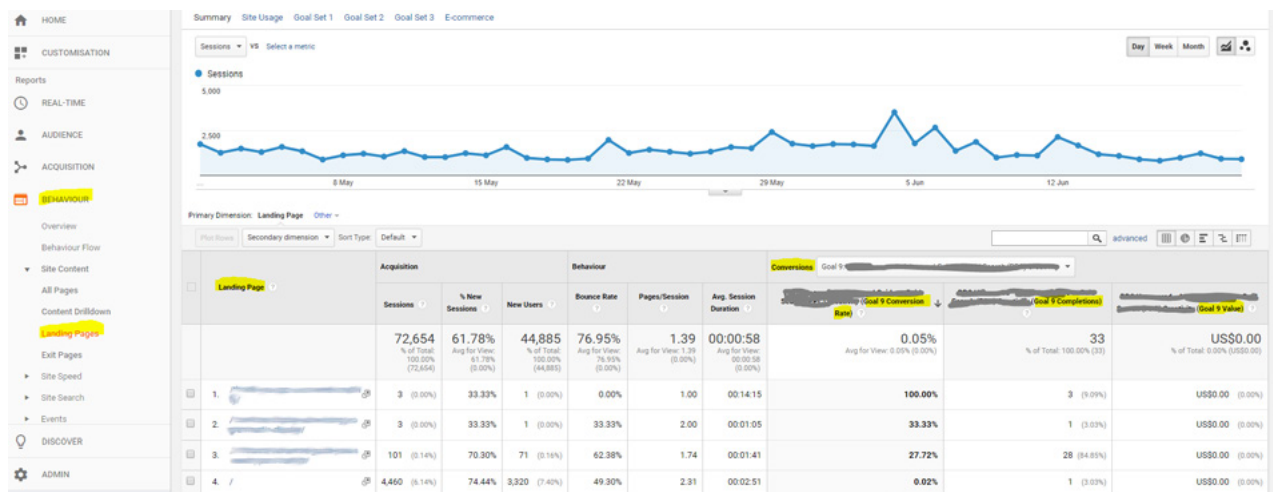 HOME
CUSTOMISATION
Reports
REAL-TIME
AUDIENCE
ACQUISITION
BEHAVIOUR
Overview
Behaviour Flow
Site Content
All Pages
Content Drilldown
Landing Pages
Exit Pages
Site Speed
Site Search
Events
DISCOVER
ADMIN
Summary Site Usage Goal Set 1 Goal Set 2 Goal Set 3 E-commerce
Sessions VS Select a metric
Day Week Month
Sessions
5,000
2,500
...
8 May 15 May 22 May 29 May 5 Jun 12 Jun
Primary Dimension: Landing Page Other
Plot Rows Secondary dimension Sort Type: Default
advanced
Landing Page ?
Acquisition Behaviour Conversions Goal 9:
Sessions ? % New Sessions ? New Users ? Bounce Rate ? Pages/Session ? Avg. Session Duration ? (Goal 9 Conversion Rate) ? (Goal 9 Completions) ? (Goal 9 Value) ?
72,654 61.78% 44,885 76.95% 1.39 00:00:58 0.05% 33 US$0.00
% of Total: 100.00% (72,654) Avg for View: 61.78% (0.00%) % of Total: 100.00% (44,885) Avg for View: 76.95% (0.00%) Avg for View: 1.39 (0.00%) Avg for View: 00:00:58 (0.00%) Avg for View: 0.05% (0.00%) % of Total: 100.00% (33) % of Total: 0.00% (US$0.00)
1. 3 (0.00%) 33.33% 1 (0.00%) 0.00% 1.00 00:14:15 100.00% 3 (9.09%) US$0.00 (0.00%)
2. 3 (0.00%) 33.33% 1 (0.00%) 33.33% 2.00 00:01:05 33.33% 1 (3.03%) US$0.00 (0.00%)
3. 101 (0.14%) 70.30% 71 (0.16%) 62.38% 1.74 00:01:41 27.72% 28 (84.85%) US$0.00 (0.00%)
4. / 4,460 (6.14%) 74.44% 3,320 (7.40%) 49.30% 2.31 00:02:51 0.02% 1 (3.03%) US$0.00 (0.00%)